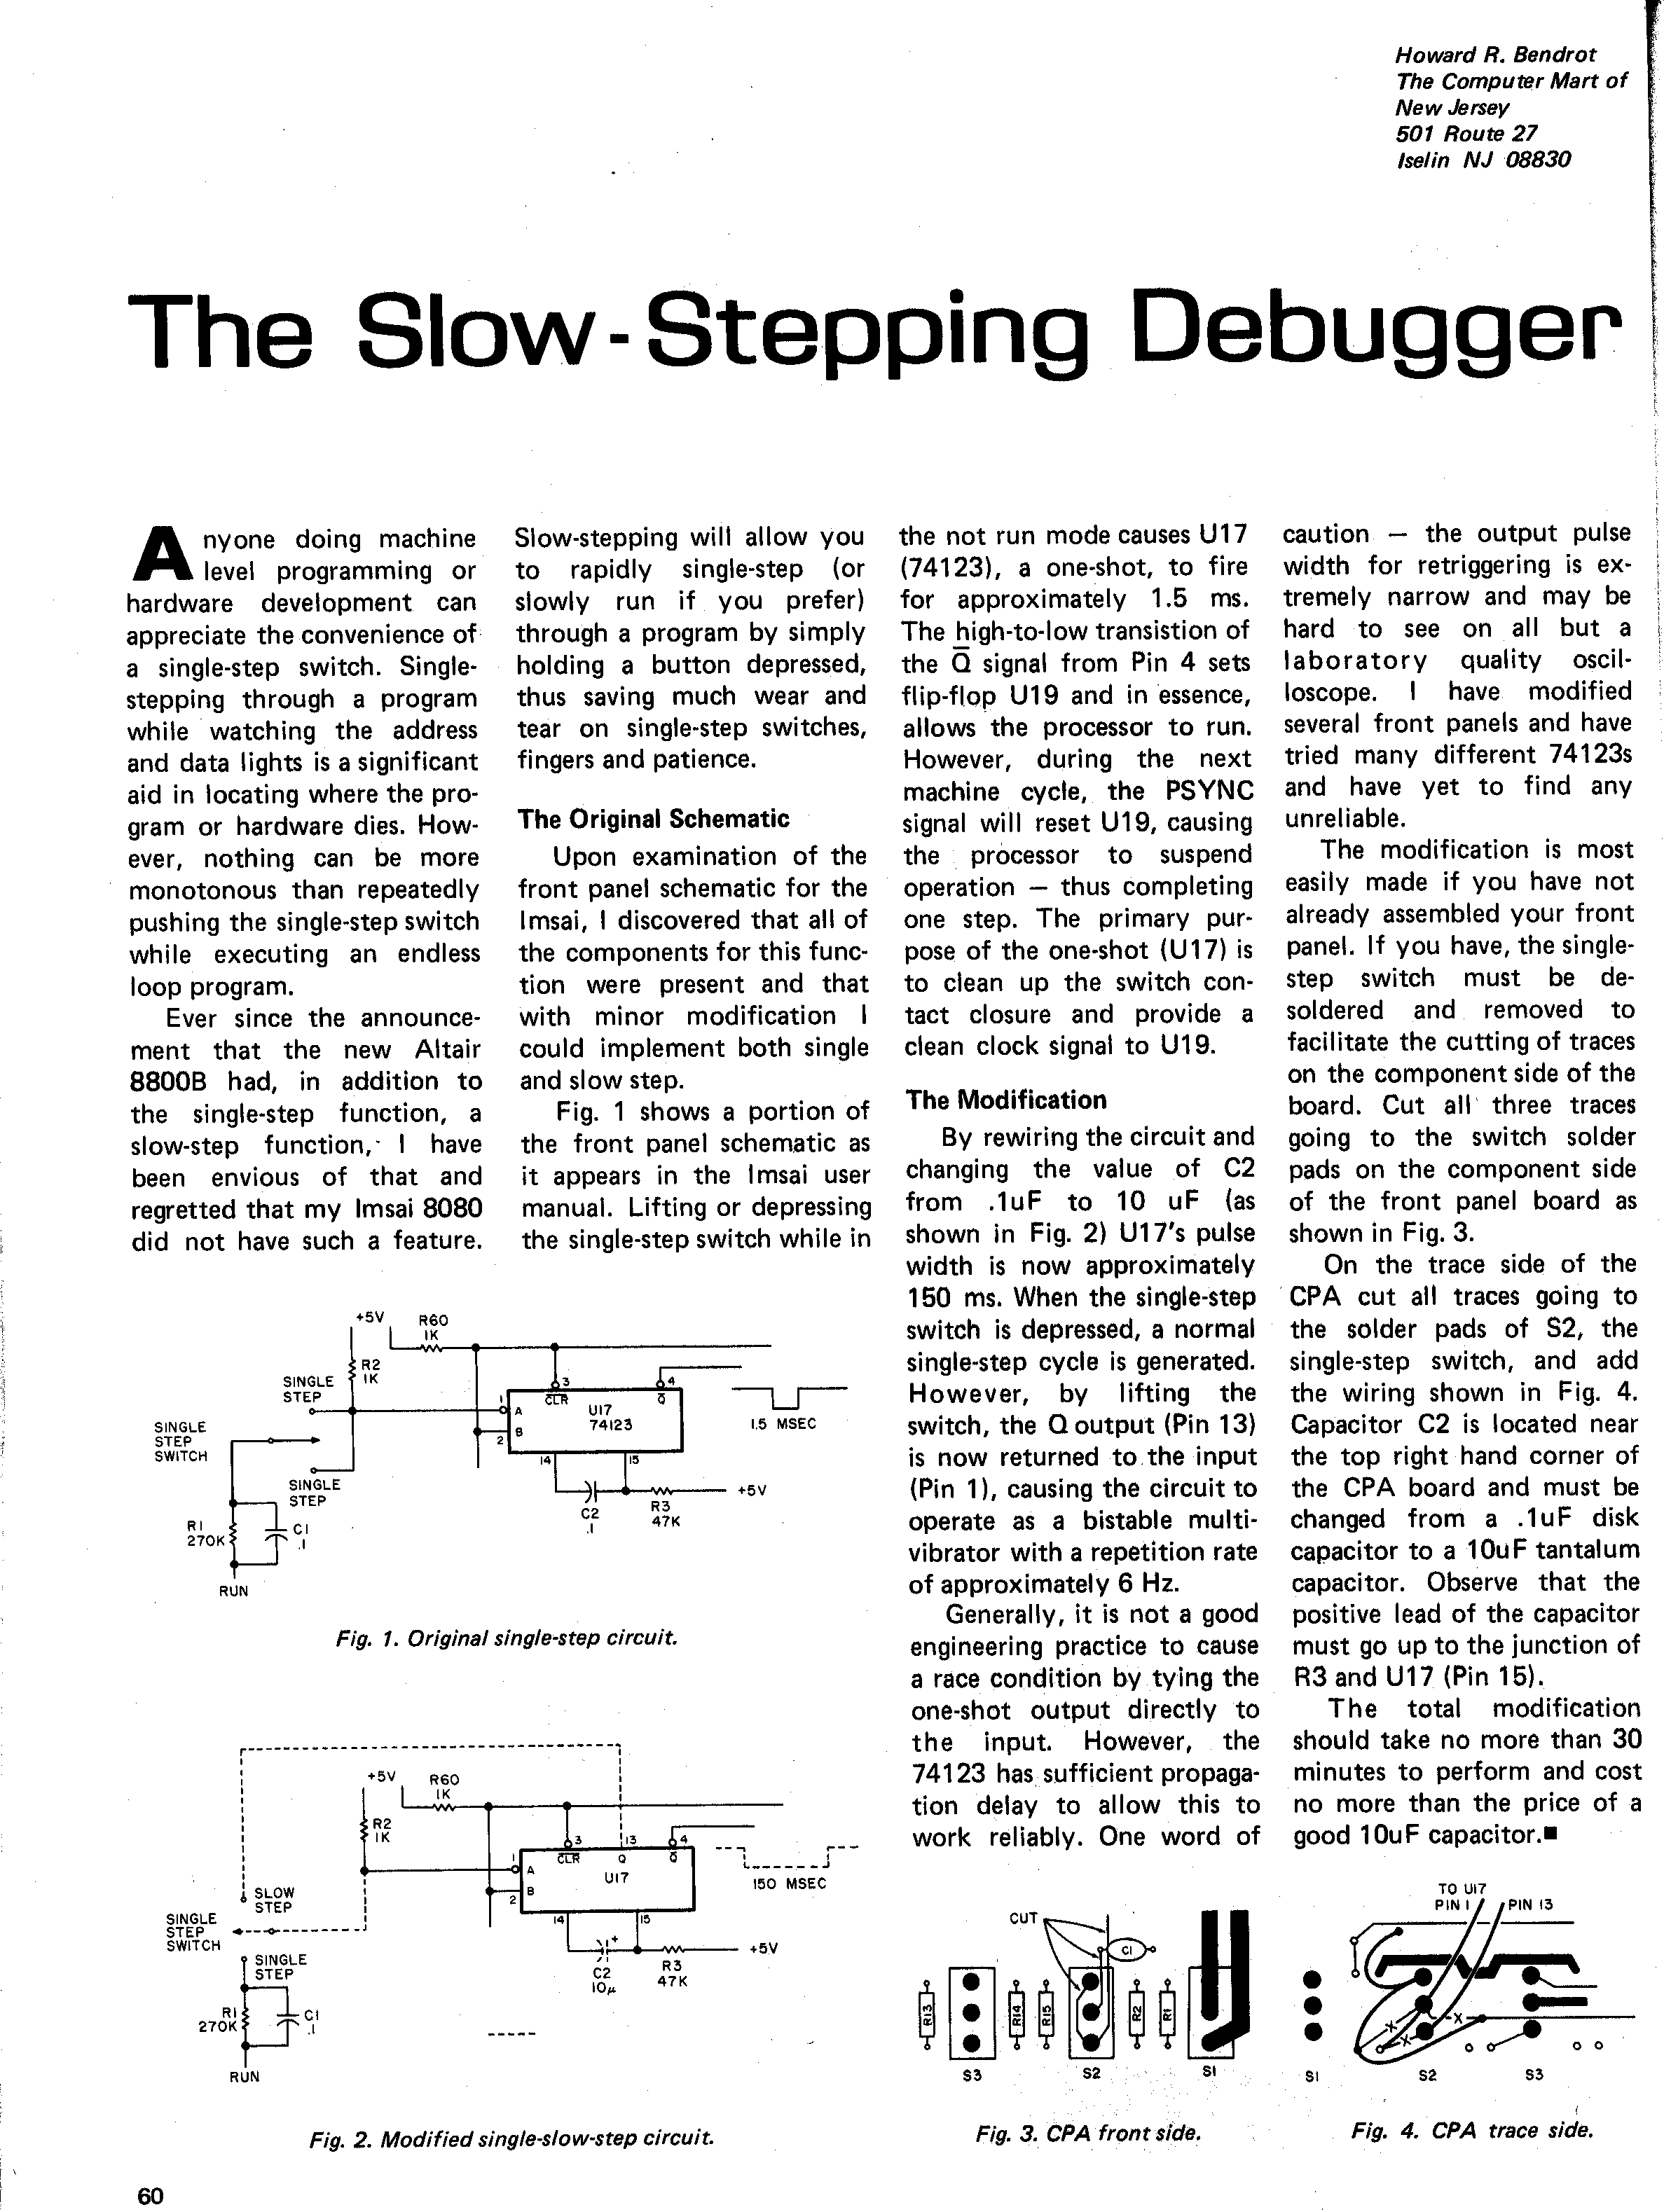 Howard R. Bendrot
The Computer Mart of
New Jersey
501 Route 27
Iselin NJ 08830
The Slow-Stepping Debugger
Anyone doing machine
level programming or
hardware development can
appreciate the convenience of
a single-step switch. Single-
stepping through a program
while watching the address
and data lights is a significant
aid in locating where the pro-
gram or hardware dies. How-
ever, nothing can be more
monotonous than repeatedly
pushing the single-step switch
while executing an endless
loop program.
Ever since the announce-
ment that the new Altair
8800B had, in addition to
the single-step function, a
slow-step function, I have
been envious of that and
regretted that my Imsai 8080
did not have such a feature.
Slow-stepping will allow you
to rapidly single-step (or
slowly run if you prefer)
through a program by simply
holding a button depressed,
thus saving much wear and
tear on single-step switches,
fingers and patience.
The Original Schematic
Upon examination of the
front panel schematic for the
Imsai, I discovered that all of
the components for this func-
tion were present and that
with minor modification I
could implement both single
and slow step.
Fig. 1 shows a portion of
the front panel schematic as
it appears in the Imsai user
manual. Lifting or depressing
the single-step switch while in
the not run mode causes U17
(74123), a one-shot, to fire
for approximately 1.5 ms.
The high-to-low transistion of
the Q̅ signal from Pin 4 sets
flip-flop U19 and in essence,
allows the processor to run.
However, during the next
machine cycle, the PSYNC
signal will reset U19, causing
the processor to suspend
operation — thus completing
one step. The primary pur-
pose of the one-shot (U17) is
to clean up the switch con-
tact closure and provide a
clean clock signal to U19.
The Modification
By rewiring the circuit and
changing the value of C2
from .1uF to 10 uF (as
shown in Fig. 2) U17's pulse
width is now approximately
150 ms. When the single-step
switch is depressed, a normal
single-step cycle is generated.
However, by lifting the
switch, the Q output (Pin 13)
is now returned to the input
(Pin 1), causing the circuit to
operate as a bistable multi-
vibrator with a repetition rate
of approximately 6 Hz.
Generally, it is not a good
engineering practice to cause
a race condition by tying the
one-shot output directly to
the input. However, the
74123 has sufficient propaga-
tion delay to allow this to
work reliably. One word of
caution — the output pulse
width for retriggering is ex-
tremely narrow and may be
hard to see on all but a
laboratory quality oscil-
loscope. I have modified
several front panels and have
tried many different 74123s
and have yet to find any
unreliable.
The modification is most
easily made if you have not
already assembled your front
panel. If you have, the single-
step switch must be de-
soldered and removed to
facilitate the cutting of traces
on the component side of the
board. Cut all three traces
going to the switch solder
pads on the component side
of the front panel board as
shown in Fig. 3.
On the trace side of the
CPA cut all traces going to
the solder pads of S2, the
single-step switch, and add
the wiring shown in Fig. 4.
Capacitor C2 is located near
the top right hand corner of
the CPA board and must be
changed from a .1uF disk
capacitor to a 10uF tantalum
capacitor. Observe that the
positive lead of the capacitor
must go up to the junction of
R3 and U17 (Pin 15).
The total modification
should take no more than 30
minutes to perform and cost
no more than the price of a
good 10uF capacitor.■
+5V
R60
1K
R2
1K
SINGLE
STEP
SINGLE
STEP
SWITCH
SINGLE
STEP
R1
270K
C1
.1
RUN
1
A
2
B
3
CLR
4
Q̅
U17
74123
14
15
C2
.1
R3
47K
+5V
1.5 MSEC
Fig. 1. Original single-step circuit.
+5V
R60
1K
R2
1K
SLOW
STEP
SINGLE
STEP
SWITCH
SINGLE
STEP
R1
270K
C1
.1
RUN
1
A
2
B
3
CLR
13
Q
4
Q̅
U17
14
15
+
C2
10µ
R3
47K
+5V
150 MSEC
Fig. 2. Modified single-slow-step circuit.
CUT
C1
R13
R14
R15
R2
R1
S3
S2
S1
Fig. 3. CPA front side.
TO U17
PIN 1
PIN 13
X
X
X
S1
S2
S3
Fig. 4. CPA trace side.
60